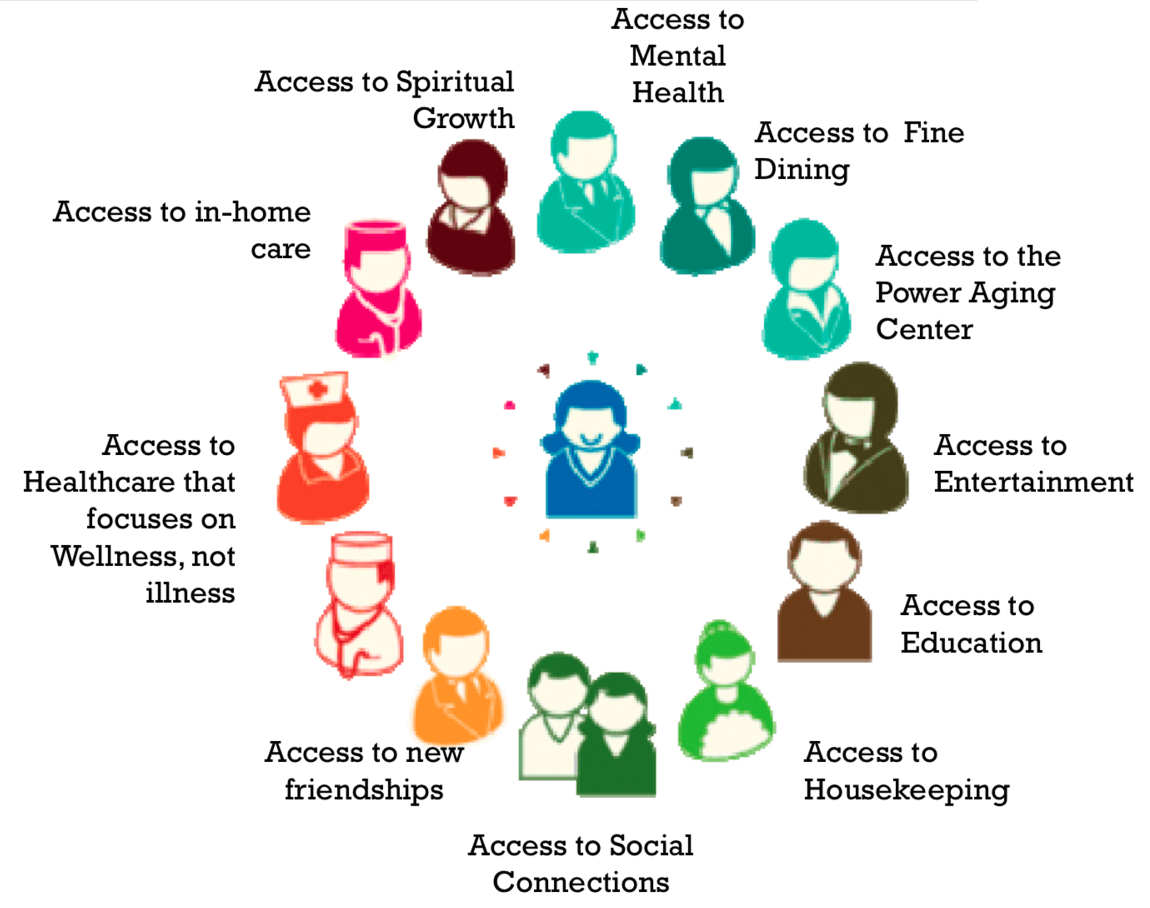 Access to
Mental
Health
Access to Spiritual
Growth
Access to  Fine
Dining
Access to in-home
care
Access to the
Power Aging
Center
Access to
Healthcare that
focuses on
Wellness, not
illness
Access to
Entertainment
Access to
Education
Access to new
friendships
Access to
Housekeeping
Access to Social
Connections